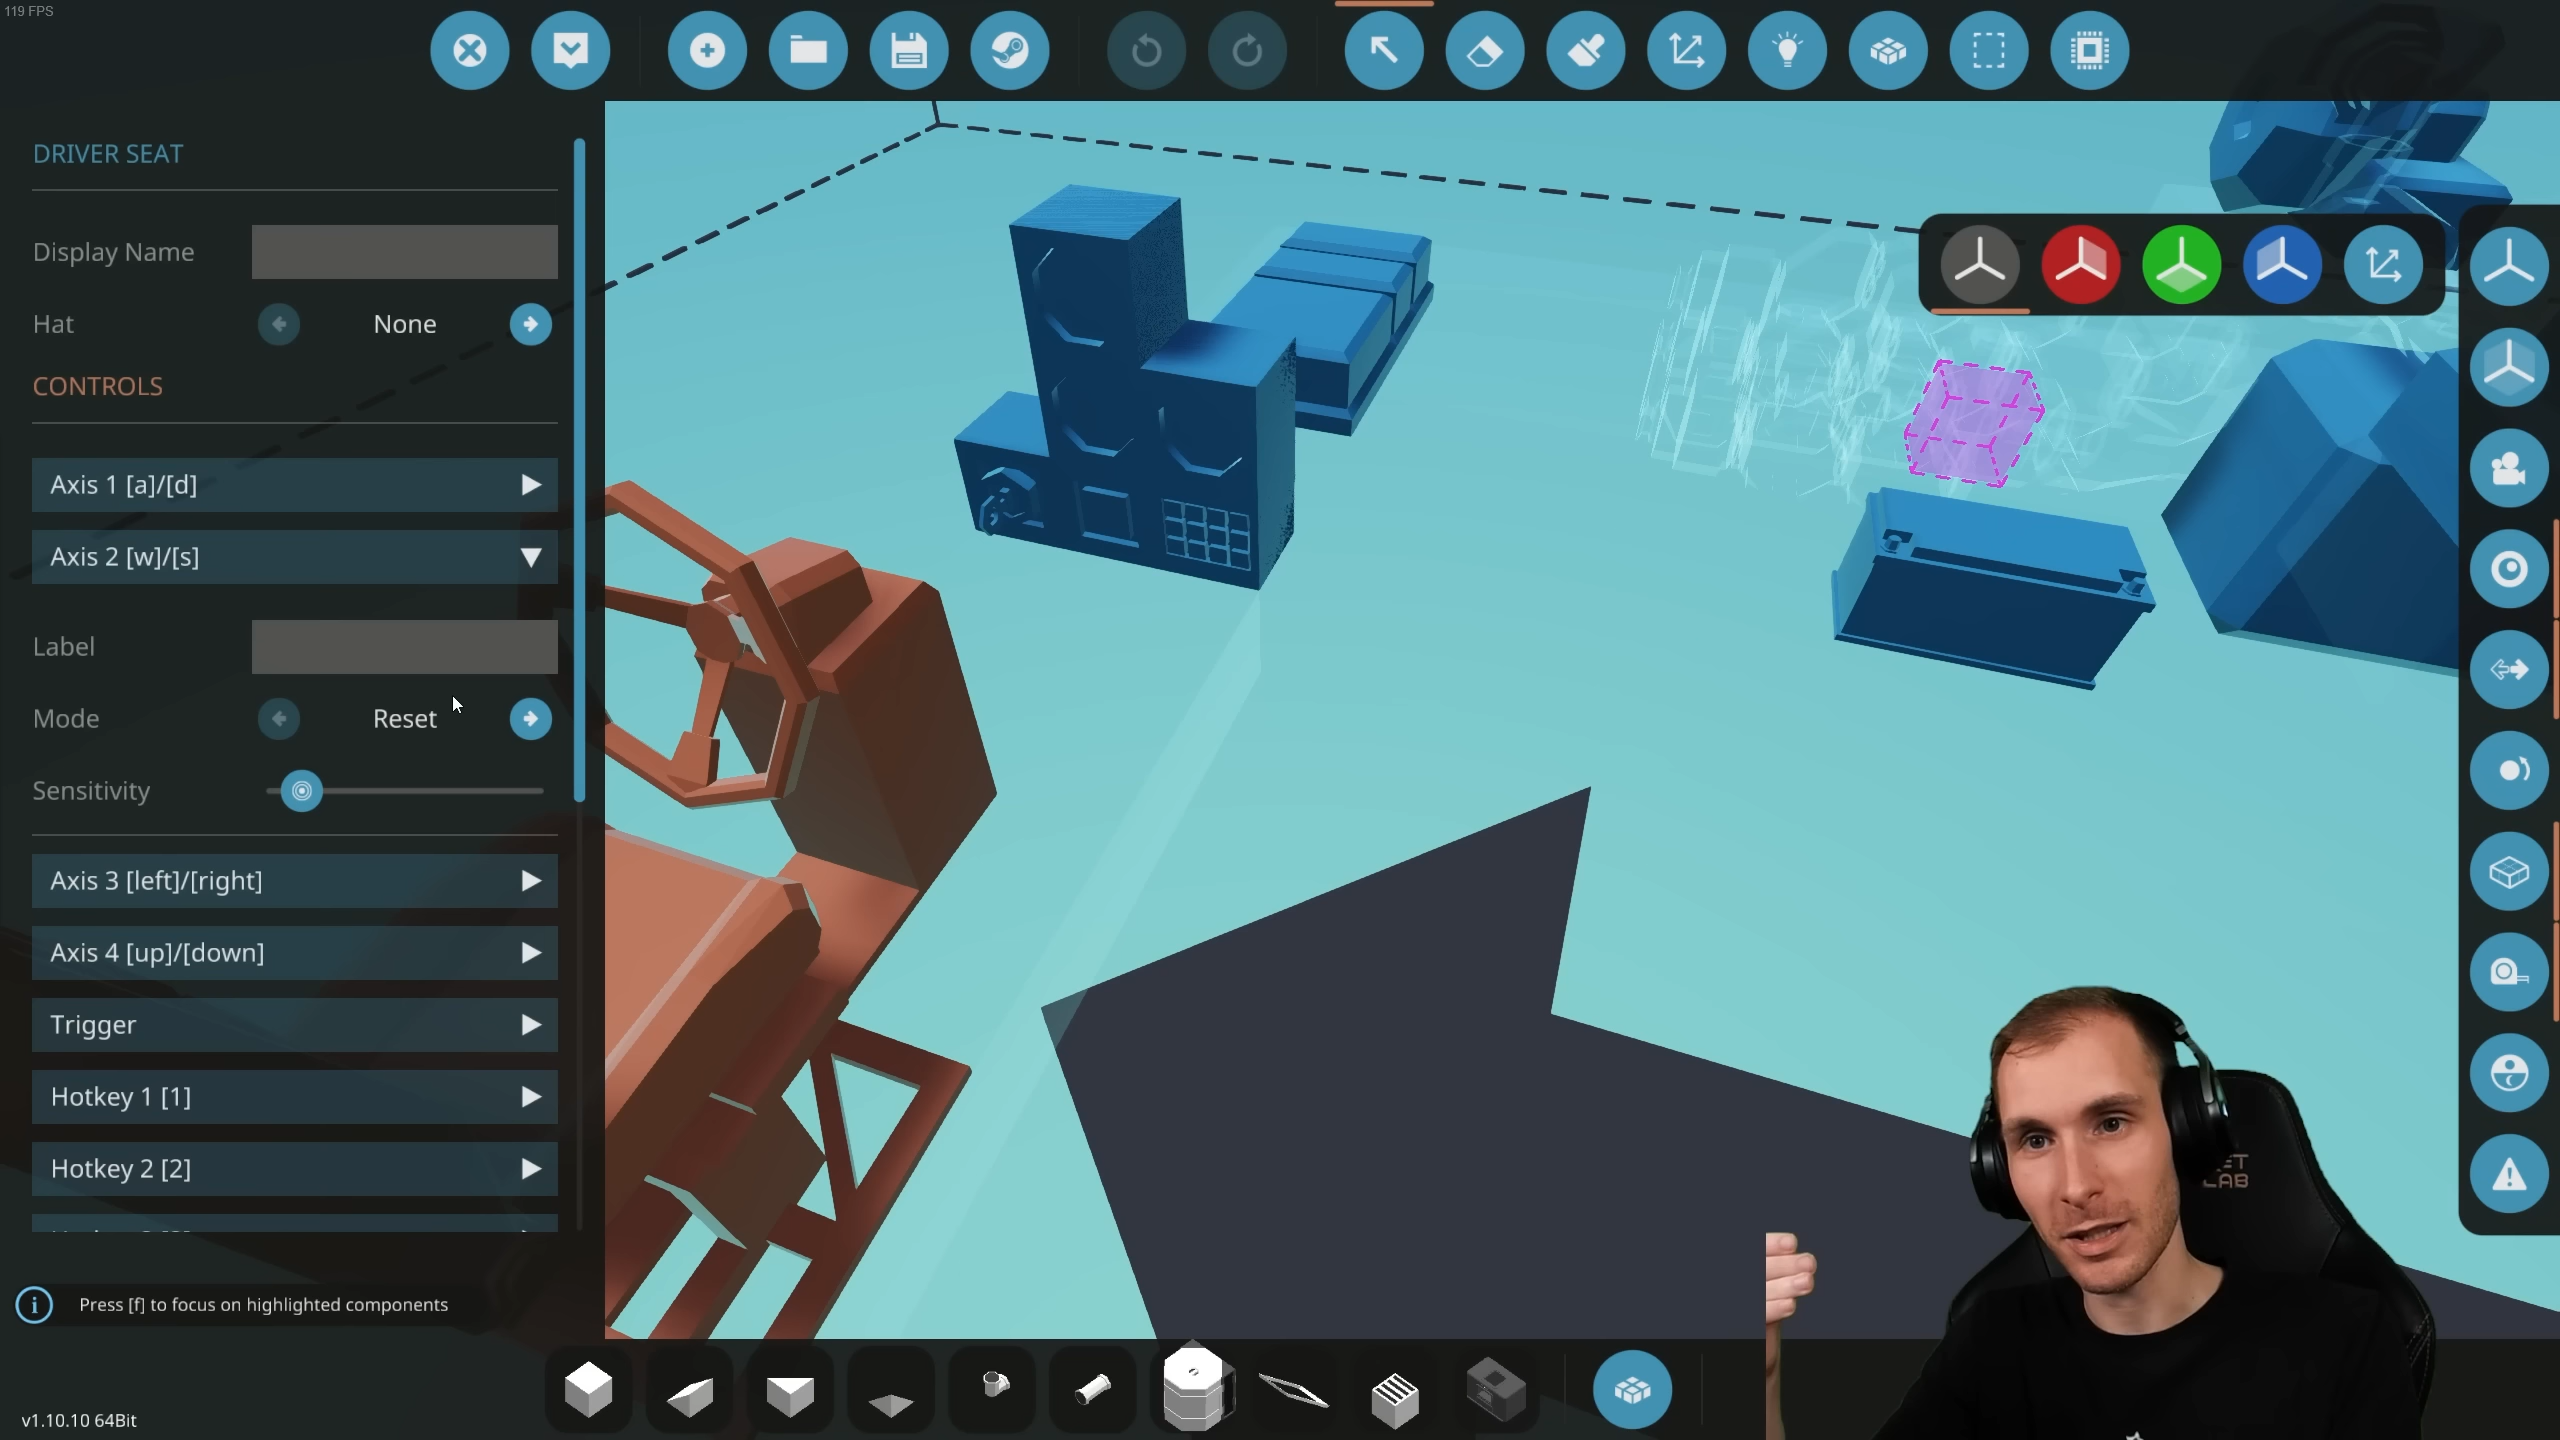 119 FPS
DRIVER SEAT
Display Name
Hat
None
CONTROLS
Axis 1 [a]/[d]
Axis 2 [w]/[s]
Label
Mode
Reset
Sensitivity
Axis 3 [left]/[right]
Axis 4 [up]/[down]
Trigger
Hotkey 1 [1]
Hotkey 2 [2]
Press [f] to focus on highlighted components
v1.10.10 64Bit
LAB